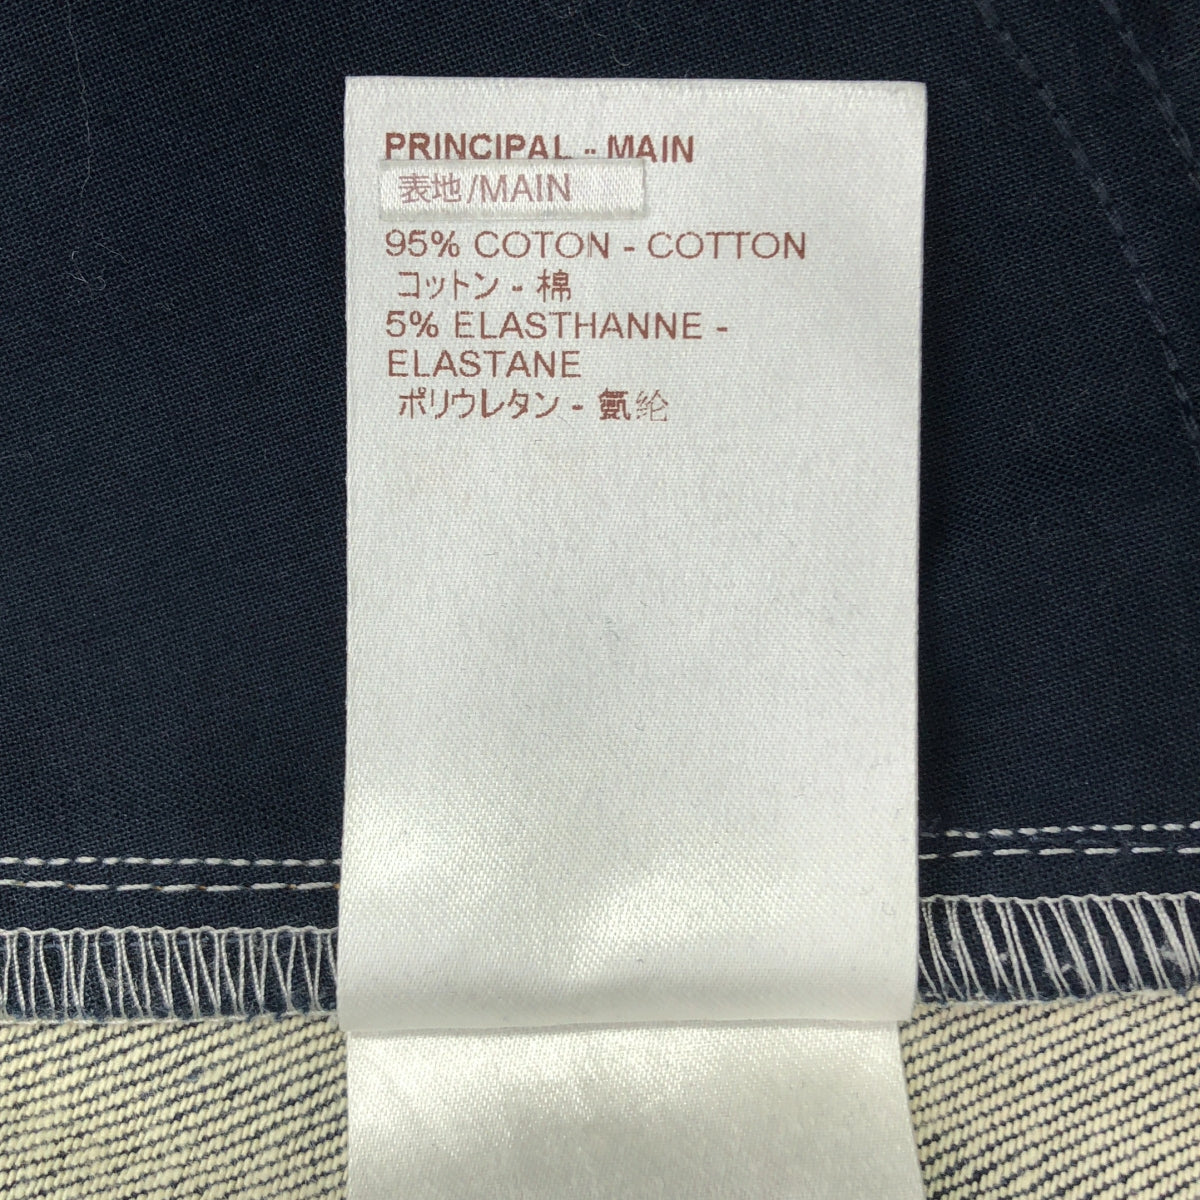 PRINCIPAL - MAIN
表地/MAIN
95% COTON - COTTON
コットン - 棉
5% ELASTHANNE -
ELASTANE
ポリウレタン - 氨纶